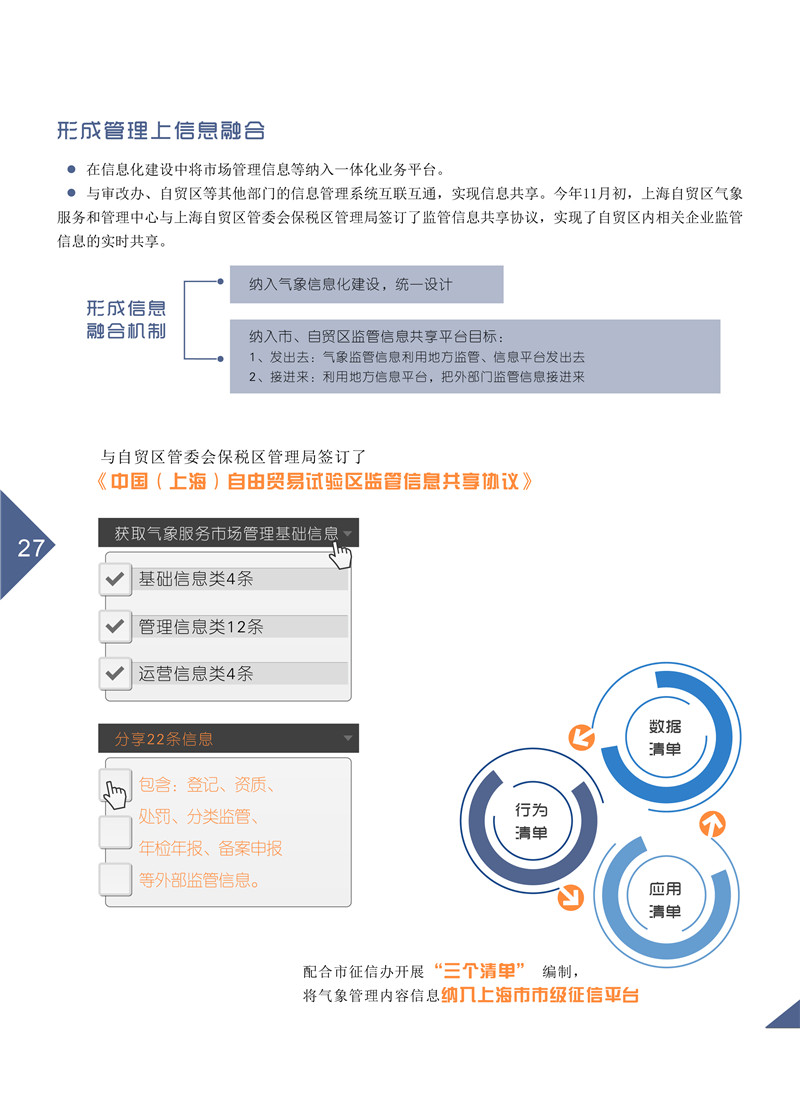 形成管理上信息融合
● 在信息化建设中将市场管理信息等纳入一体化业务平台。
● 与审改办、自贸区等其他部门的信息管理系统互联互通，实现信息共享。今年11月初，上海自贸区气象
服务和管理中心与上海自贸区管委会保税区管理局签订了监管信息共享协议，实现了自贸区内相关企业监管
信息的实时共享。
形成信息
融合机制
纳入气象信息化建设，统一设计
纳入市、自贸区监管信息共享平台目标：
1、发出去：气象监管信息利用地方监管、信息平台发出去
2、接进来：利用地方信息平台，把外部门监管信息接进来
与自贸区管委会保税区管理局签订了
《中国（上海）自由贸易试验区监管信息共享协议》
27
获取气象服务市场管理基础信息
基础信息类4条
管理信息类12条
运营信息类4条
分享22条信息
包含：登记、资质、
处罚、分类监管、
年检年报、备案申报
等外部监管信息。
数据
清单
行为
清单
应用
清单
配合市征信办开展“三个清单” 编制，
将气象管理内容信息纳入上海市市级征信平台